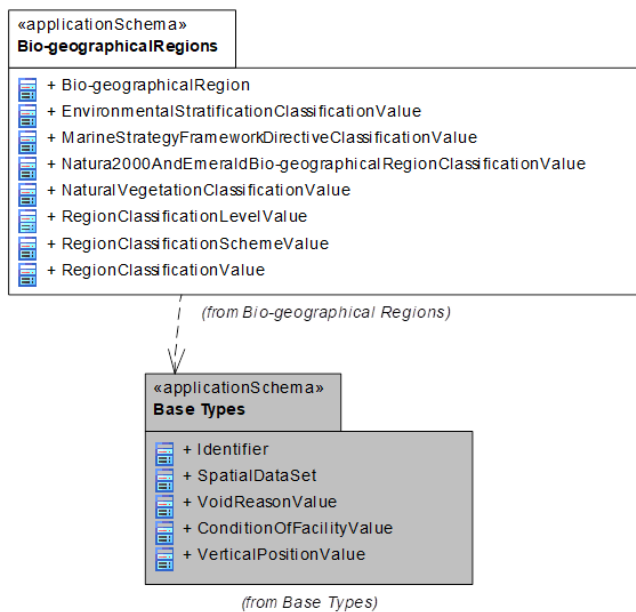 «applicationSchema»
Bio-geographicalRegions
+ Bio-geographicalRegion
+ EnvironmentalStratificationClassificationValue
+ MarineStrategyFrameworkDirectiveClassificationValue
+ Natura2000AndEmeraldBio-geographicalRegionClassificationValue
+ NaturalVegetationClassificationValue
+ RegionClassificationLevelValue
+ RegionClassificationSchemeValue
+ RegionClassificationValue
(from Bio-geographical Regions)
«applicationSchema»
Base Types
+ Identifier
+ SpatialDataSet
+ VoidReasonValue
+ ConditionOfFacilityValue
+ VerticalPositionValue
(from Base Types)